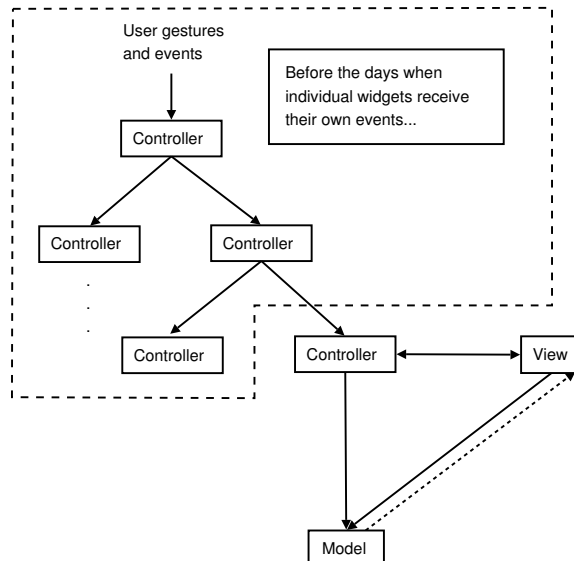 User gestures
and events
Before the days when
individual widgets receive
their own events...
Controller
Controller
Controller
.
.
.
Controller
Controller
View
Model